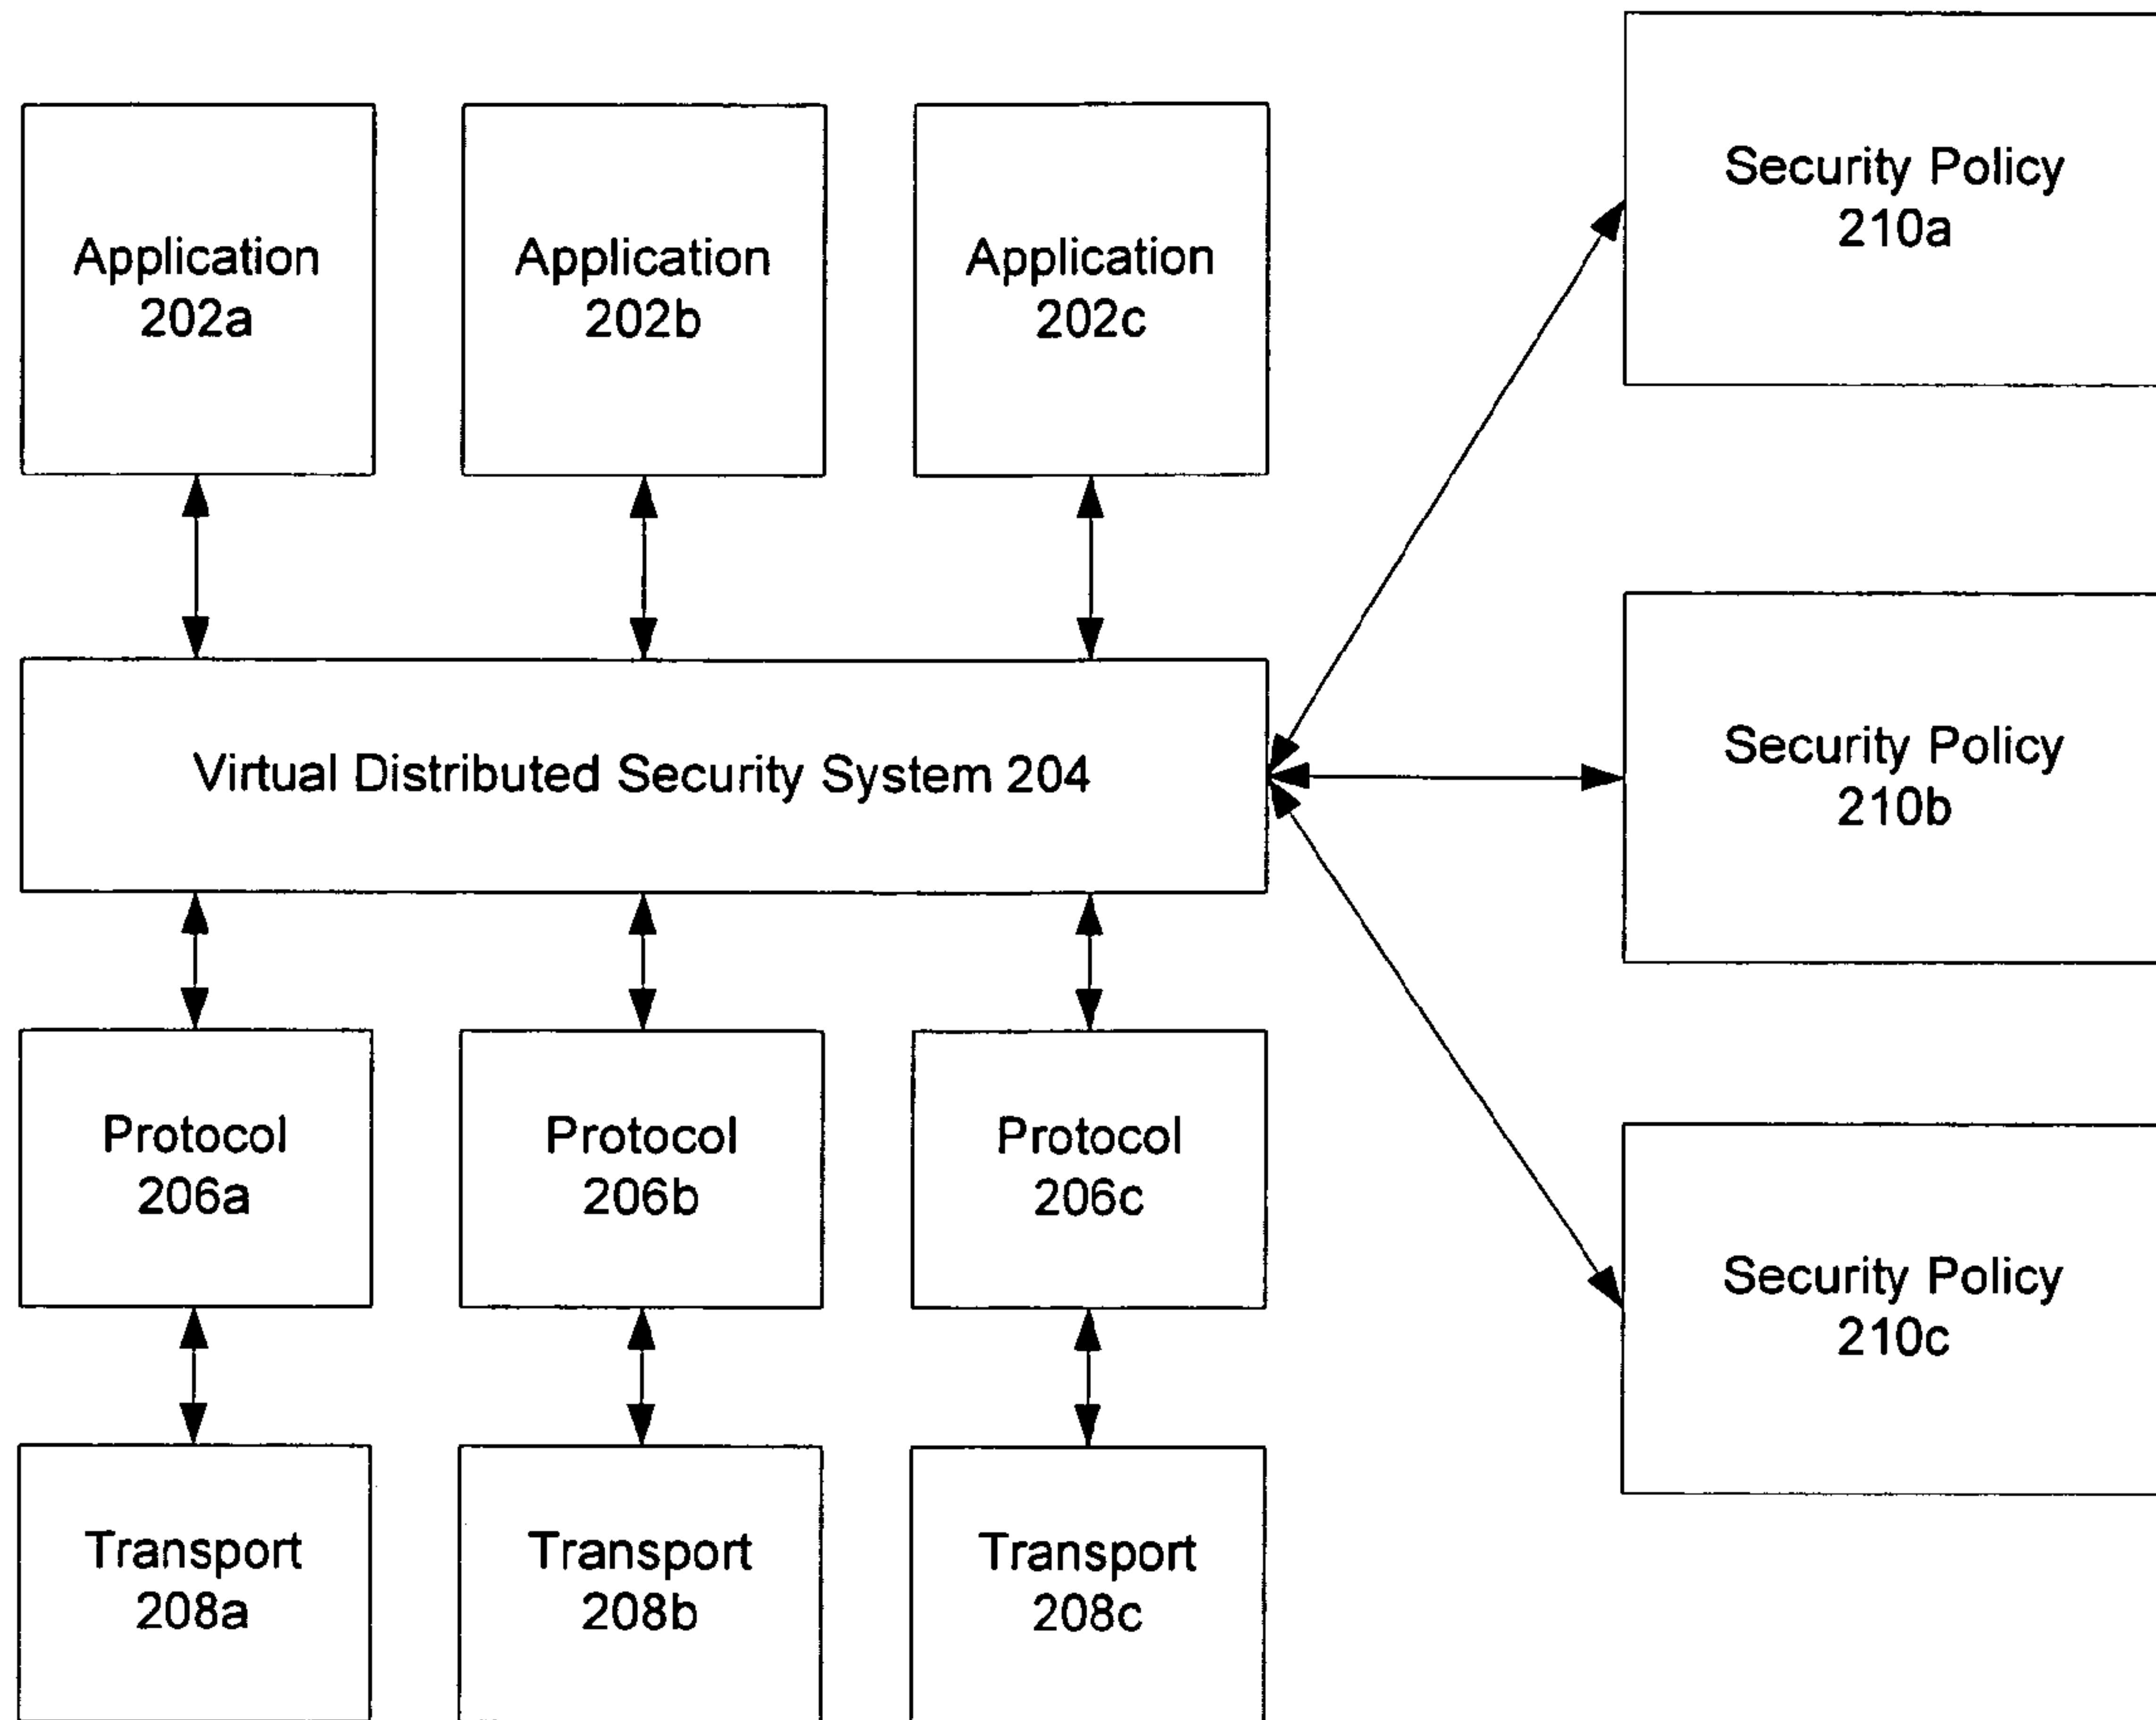 Security Policy
210a
Application
202a
Application
202b
Application
202c
Virtual Distributed Security System 204
Security Policy
210b
Protocol
206a
Protocol
206b
Protocol
206c
Security Policy
210c
Transport
208a
Transport
208b
Transport
208c